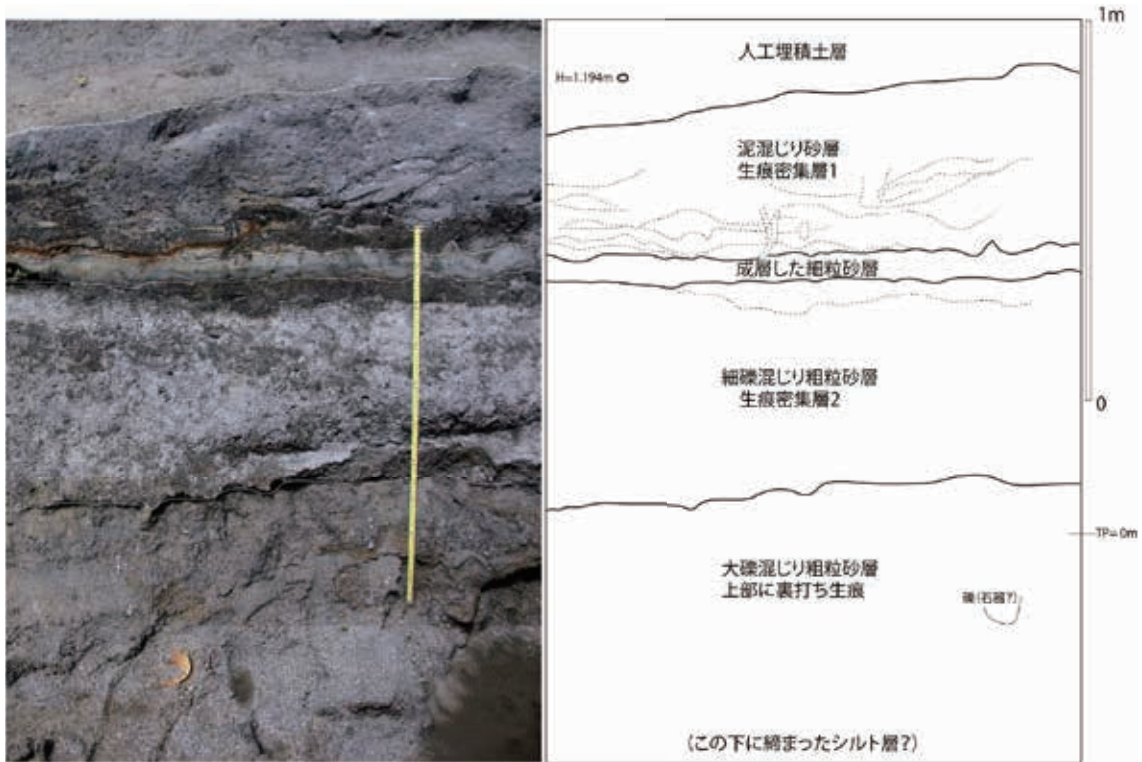 1m
人工埋積土層
H=1.194m
泥混じり砂層
生痕密集層1
成層した細粒砂層
細礫混じり粗粒砂層
生痕密集層2
0
TP=0m
大礫混じり粗粒砂層
上部に裏打ち生痕
礫(石器?)
(この下に締まったシルト層?)